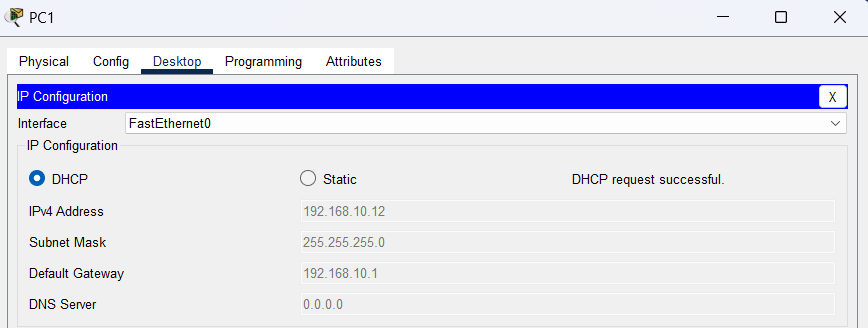 PC1
Physical Config Desktop Programming Attributes
IP Configuration X
Interface FastEthernet0
IP Configuration
DHCP Static DHCP request successful.
IPv4 Address 192.168.10.12
Subnet Mask 255.255.255.0
Default Gateway 192.168.10.1
DNS Server 0.0.0.0